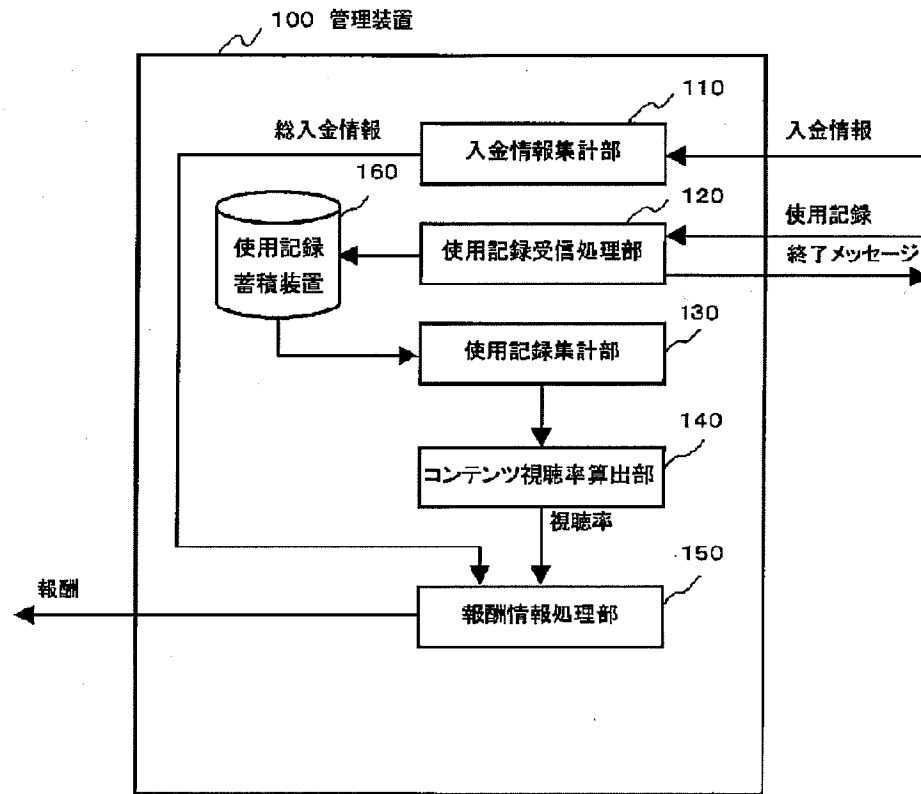 100 管理装置
110
総入金情報
入金情報
入金情報集計部
160
120
使用記録
使用記録
蓄積装置
使用記録受信処理部
終了メッセージ
130
使用記録集計部
140
コンテンツ視聴率算出部
視聴率
150
報酬
報酬情報処理部